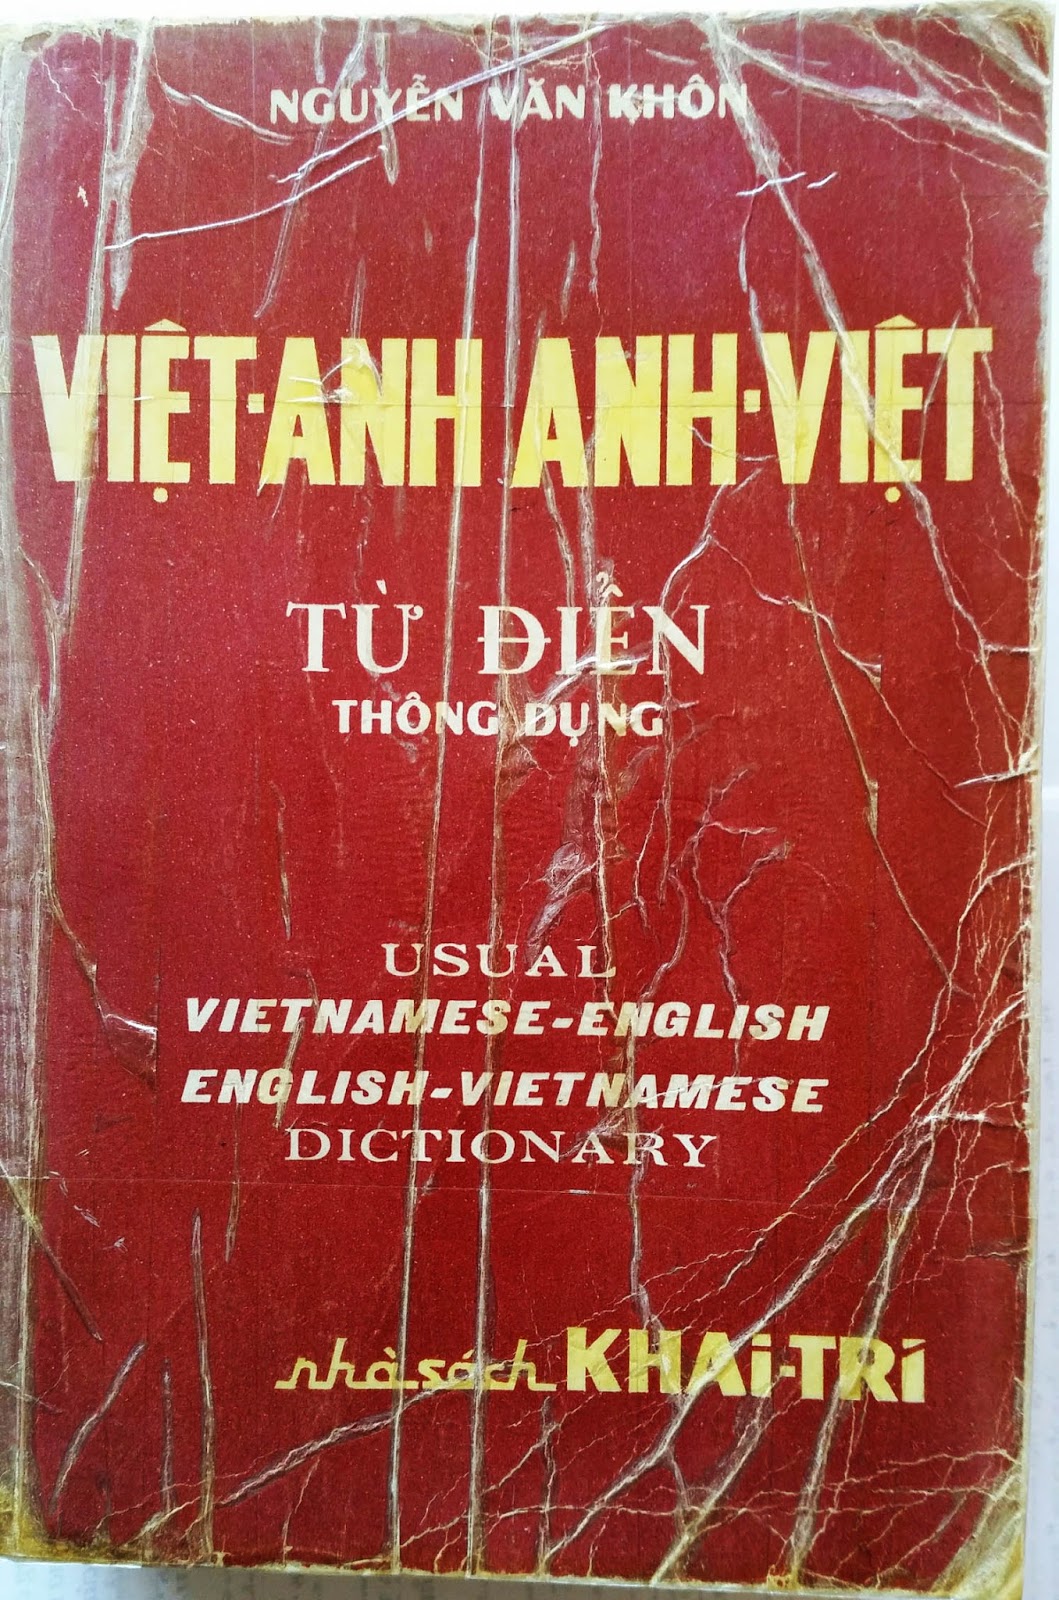 NGUYỄN VĂN KHÔN
VIỆT·ANH ANH·VIỆT
TỪ ĐIỂN
THÔNG DỤNG
USUAL
VIETNAMESE-ENGLISH
ENGLISH-VIETNAMESE
DICTIONARY
nhà sách KHAi-TRí